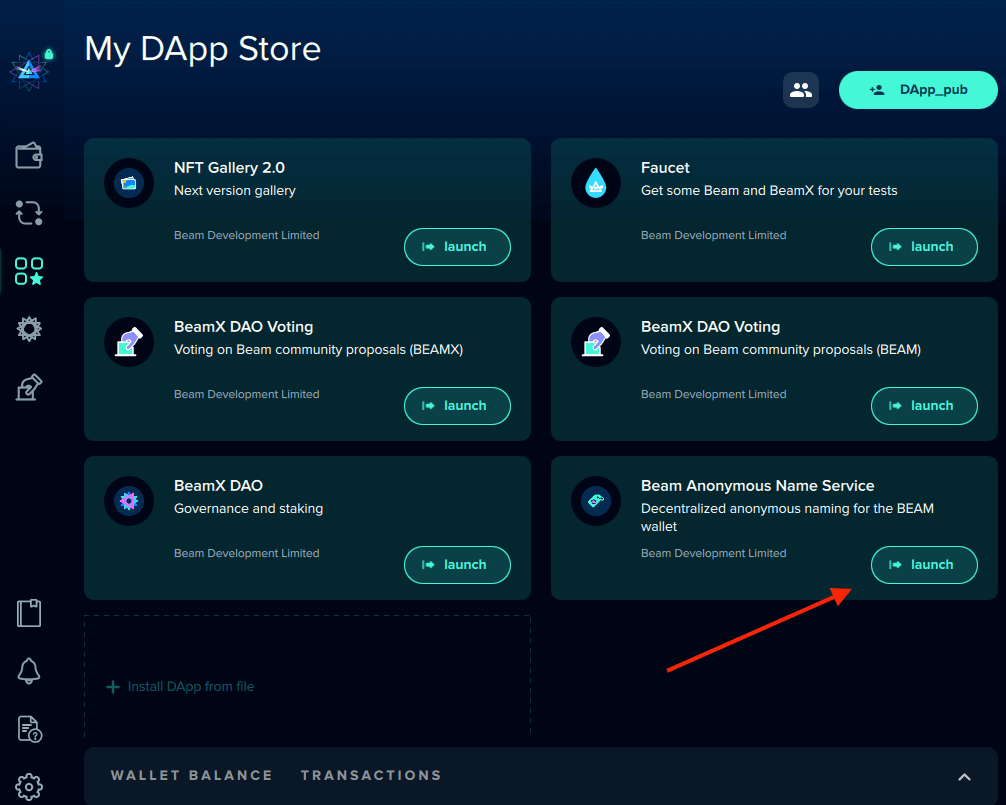 My DApp Store
DApp_pub
NFT Gallery 2.0
Next version gallery
Beam Development Limited
launch
Faucet
Get some Beam and BeamX for your tests
Beam Development Limited
launch
BeamX DAO Voting
Voting on Beam community proposals (BEAMX)
Beam Development Limited
launch
BeamX DAO Voting
Voting on Beam community proposals (BEAM)
Beam Development Limited
launch
BeamX DAO
Governance and staking
Beam Development Limited
launch
Beam Anonymous Name Service
Decentralized anonymous naming for the BEAM
wallet
Beam Development Limited
launch
Install DApp from file
WALLET BALANCE TRANSACTIONS